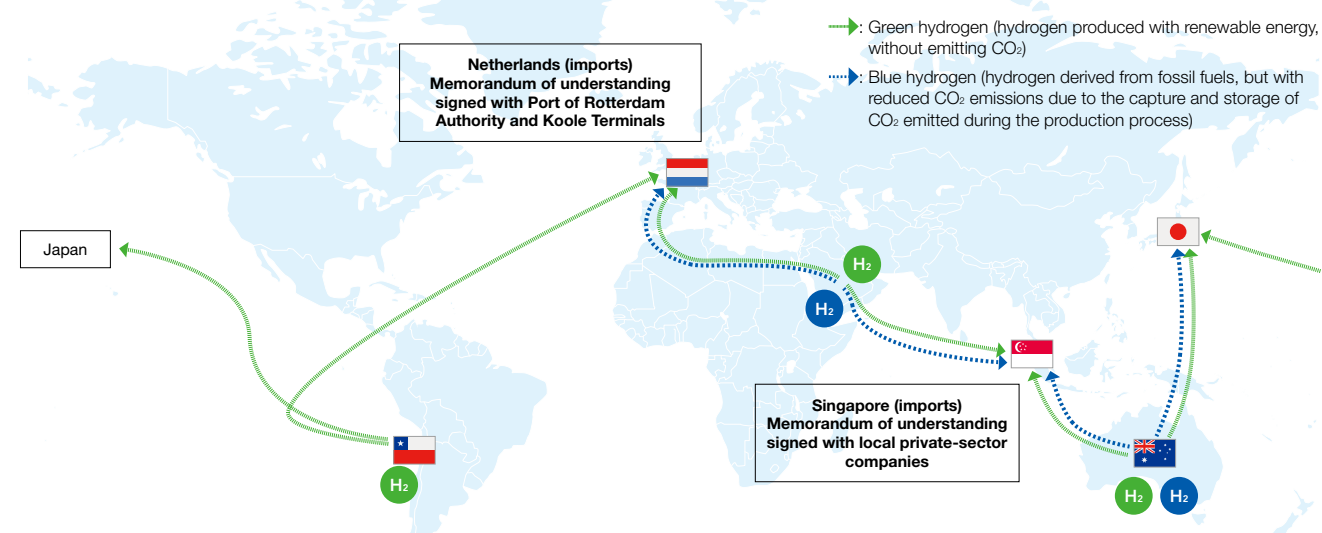 : Green hydrogen (hydrogen produced with renewable energy,
without emitting CO₂)
: Blue hydrogen (hydrogen derived from fossil fuels, but with
reduced CO₂ emissions due to the capture and storage of
CO₂ emitted during the production process)
Netherlands (imports)
Memorandum of understanding
signed with Port of Rotterdam
Authority and Koole Terminals
Japan
H₂
H₂
Singapore (imports)
Memorandum of understanding
signed with local private-sector
companies
H₂
H₂ H₂